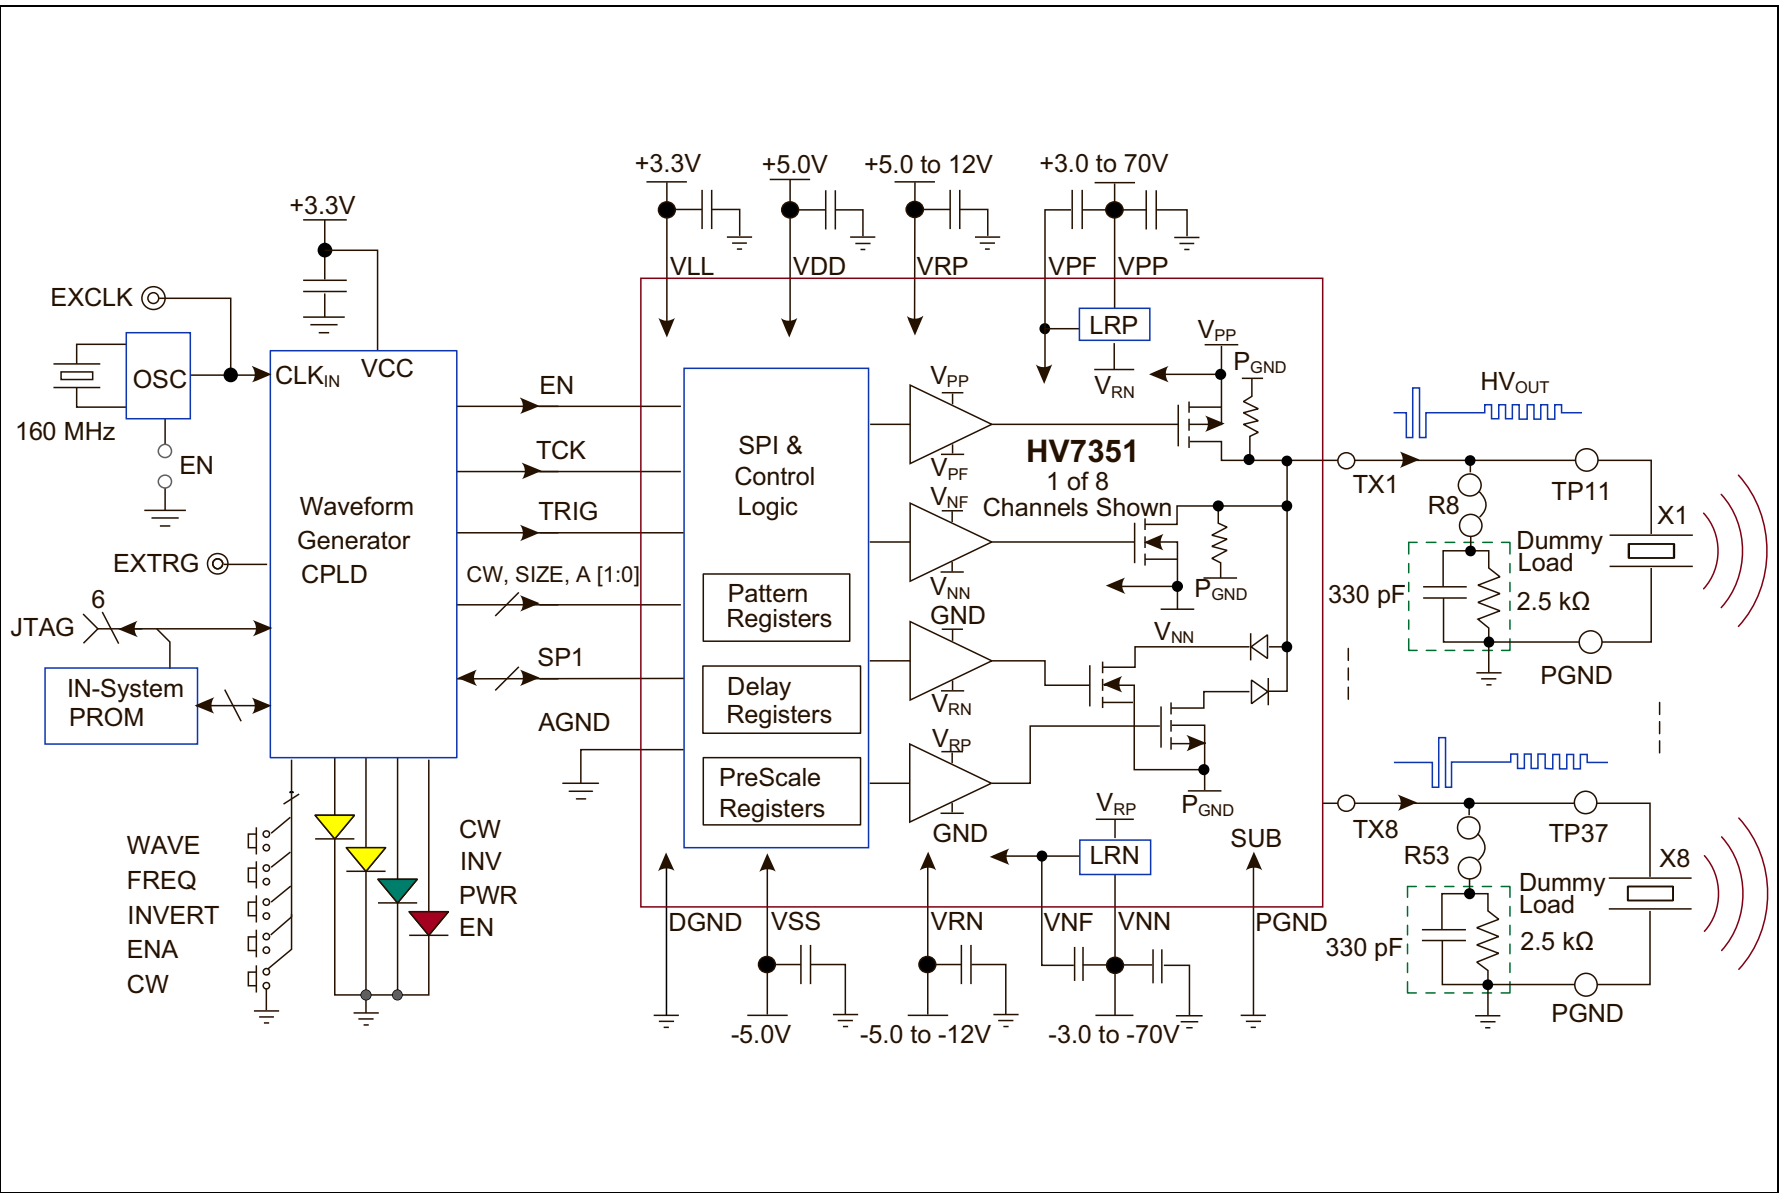 +3.3V
+5.0V
+5.0 to 12V
+3.0 to 70V
+3.3V
VLL
VDD
VRP
VPF
VPP
EXCLK
OSC
160 MHz
EN
CLKIN
VCC
Waveform
Generator
CPLD
EXTRG
6
JTAG
IN-System
PROM
EN
TCK
TRIG
CW, SIZE, A [1:0]
SP1
AGND
SPI &
Control
Logic
Pattern
Registers
Delay
Registers
PreScale
Registers
VPP
VPF
VNF
VNN
GND
VRN
VRP
GND
LRP
VRN
VPP
PGND
HV7351
1 of 8
Channels Shown
PGND
VNN
PGND
VRP
LRN
SUB
DGND
VSS
VRN
VNF
VNN
PGND
-5.0V
-5.0 to -12V
-3.0 to -70V
WAVE
FREQ
INVERT
ENA
CW
CW
INV
PWR
EN
HVOUT
TX1
TP11
R8
X1
Dummy
Load
330 pF
2.5 kΩ
PGND
TX8
TP37
R53
X8
Dummy
Load
330 pF
2.5 kΩ
PGND